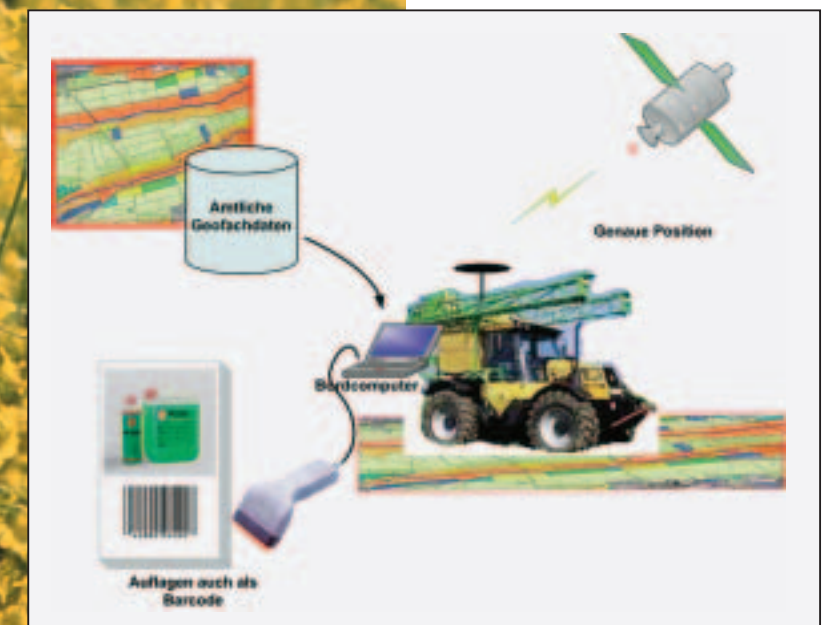 Amtliche
Geofachdaten
Genaue Position
Bordcomputer
Auflagen auch als
Barcode